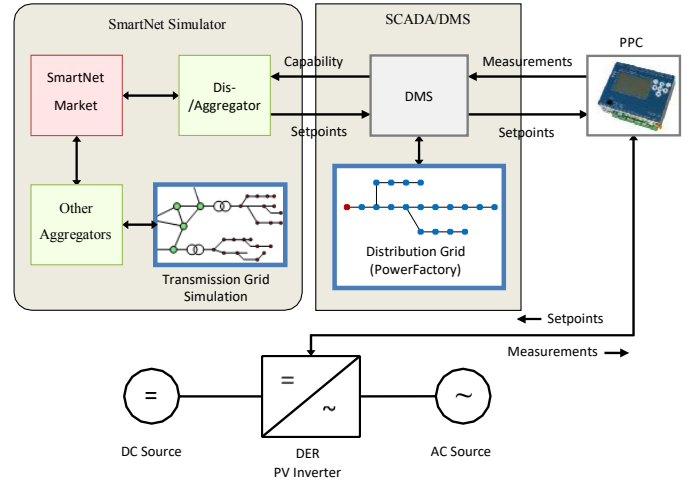 SmartNet Simulator
SCADA/DMS
PPC
SmartNet
Market
Dis-
/Aggregator
Capability
Setpoints
DMS
Measurements
Setpoints
Other
Aggregators
Transmission Grid
Simulation
Distribution Grid
(PowerFactory)
Setpoints
Measurements
=
=
~
~
DC Source
DER
PV Inverter
AC Source